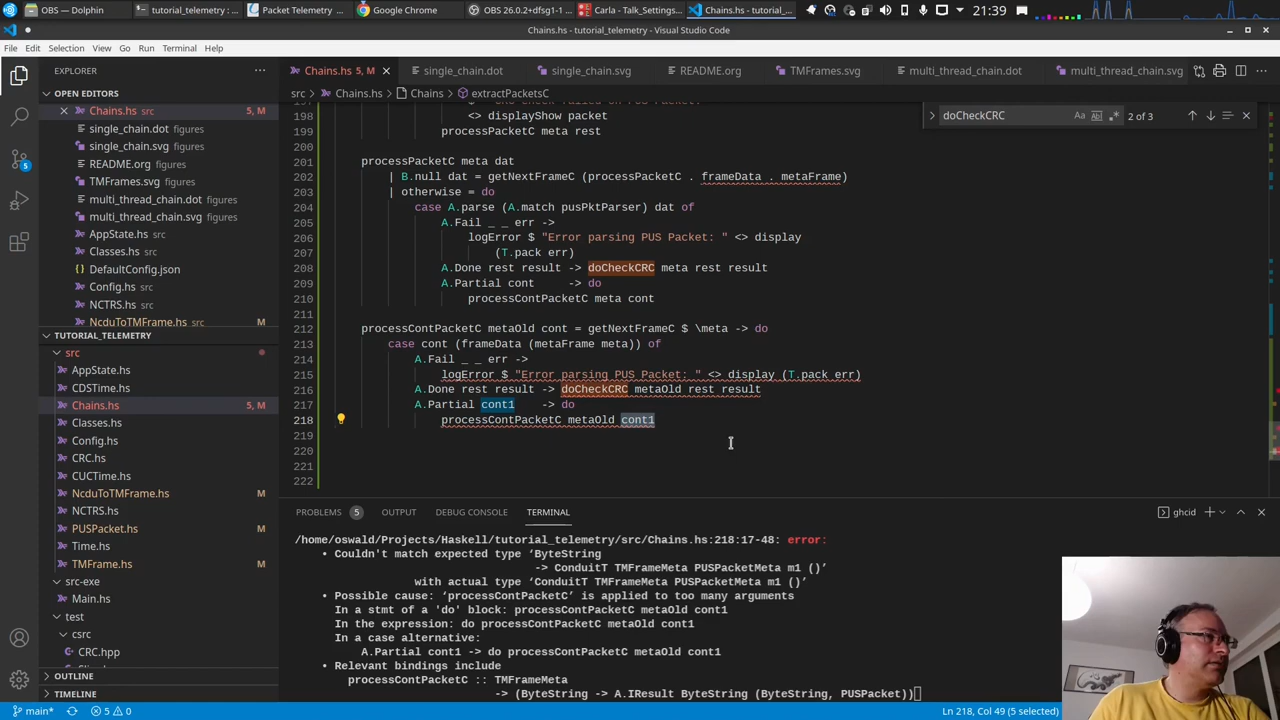 OBS — Dolphin
tutorial_telemetry : ...
Packet Telemetry ...
Google Chrome
OBS 26.0.2+dfsg1-1 ...
Carla - Talk_Settings...
Chains.hs - tutorial_...
21:39
Chains.hs - tutorial_telemetry - Visual Studio Code
File Edit Selection View Go Run Terminal Help
EXPLORER
OPEN EDITORS
Chains.hs src 5, M
single_chain.dot figures
single_chain.svg figures
README.org figures
TMFrames.svg figures
multi_thread_chain.dot figures
multi_thread_chain.svg figures
AppState.hs src
Classes.hs src
DefaultConfig.json
Config.hs src
NCTRS.hs src
NcduToTMFrame.hs src M
TUTORIAL_TELEMETRY
src
AppState.hs
CDSTime.hs
Chains.hs 5, M
Classes.hs
Config.hs
CRC.hs
CUCTime.hs
NcduToTMFrame.hs M
NCTRS.hs
PUSPacket.hs M
Time.hs
TMFrame.hs M
src-exe
Main.hs
test
csrc
CRC.hpp
OUTLINE
TIMELINE
5
Chains.hs 5, M
single_chain.dot
single_chain.svg
README.org
TMFrames.svg
multi_thread_chain.dot
multi_thread_chain.svg
src > Chains.hs > Chains > extractPacketsC
doCheckCRC Aa Ab 2 of 3
198 <> displayShow packet
199 processPacketC meta rest
200
201 processPacketC meta dat
202 | B.null dat = getNextFrameC (processPacketC . frameData . metaFrame)
203 | otherwise = do
204 case A.parse (A.match pusPktParser) dat of
205 A.Fail _ _ err ->
206 logError $ "Error parsing PUS Packet: " <> display
207 (T.pack err)
208 A.Done rest result -> doCheckCRC meta rest result
209 A.Partial cont -> do
210 processContPacketC meta cont
211
212 processContPacketC metaOld cont = getNextFrameC $ \meta -> do
213 case cont (frameData (metaFrame meta)) of
214 A.Fail _ _ err ->
215 logError $ "Error parsing PUS Packet: " <> display (T.pack err)
216 A.Done rest result -> doCheckCRC metaOld rest result
217 A.Partial cont1 -> do
218 processContPacketC metaOld cont1
219
220
221
222
PROBLEMS 5 OUTPUT DEBUG CONSOLE TERMINAL ghcid
/home/oswald/Projects/Haskell/tutorial_telemetry/src/Chains.hs:218:17-48: error:
• Couldn't match expected type ‘ByteString
-> ConduitT TMFrameMeta PUSPacketMeta m1 ()’
with actual type ‘ConduitT TMFrameMeta PUSPacketMeta m1 ()’
• Possible cause: ‘processContPacketC’ is applied to too many arguments
In a stmt of a 'do' block: processContPacketC metaOld cont1
In the expression: do processContPacketC metaOld cont1
In a case alternative:
A.Partial cont1 -> do processContPacketC metaOld cont1
• Relevant bindings include
processContPacketC :: TMFrameMeta
-> (ByteString -> A.IResult ByteString (ByteString, PUSPacket))
main* 5 0 Ln 218, Col 49 (5 selected)